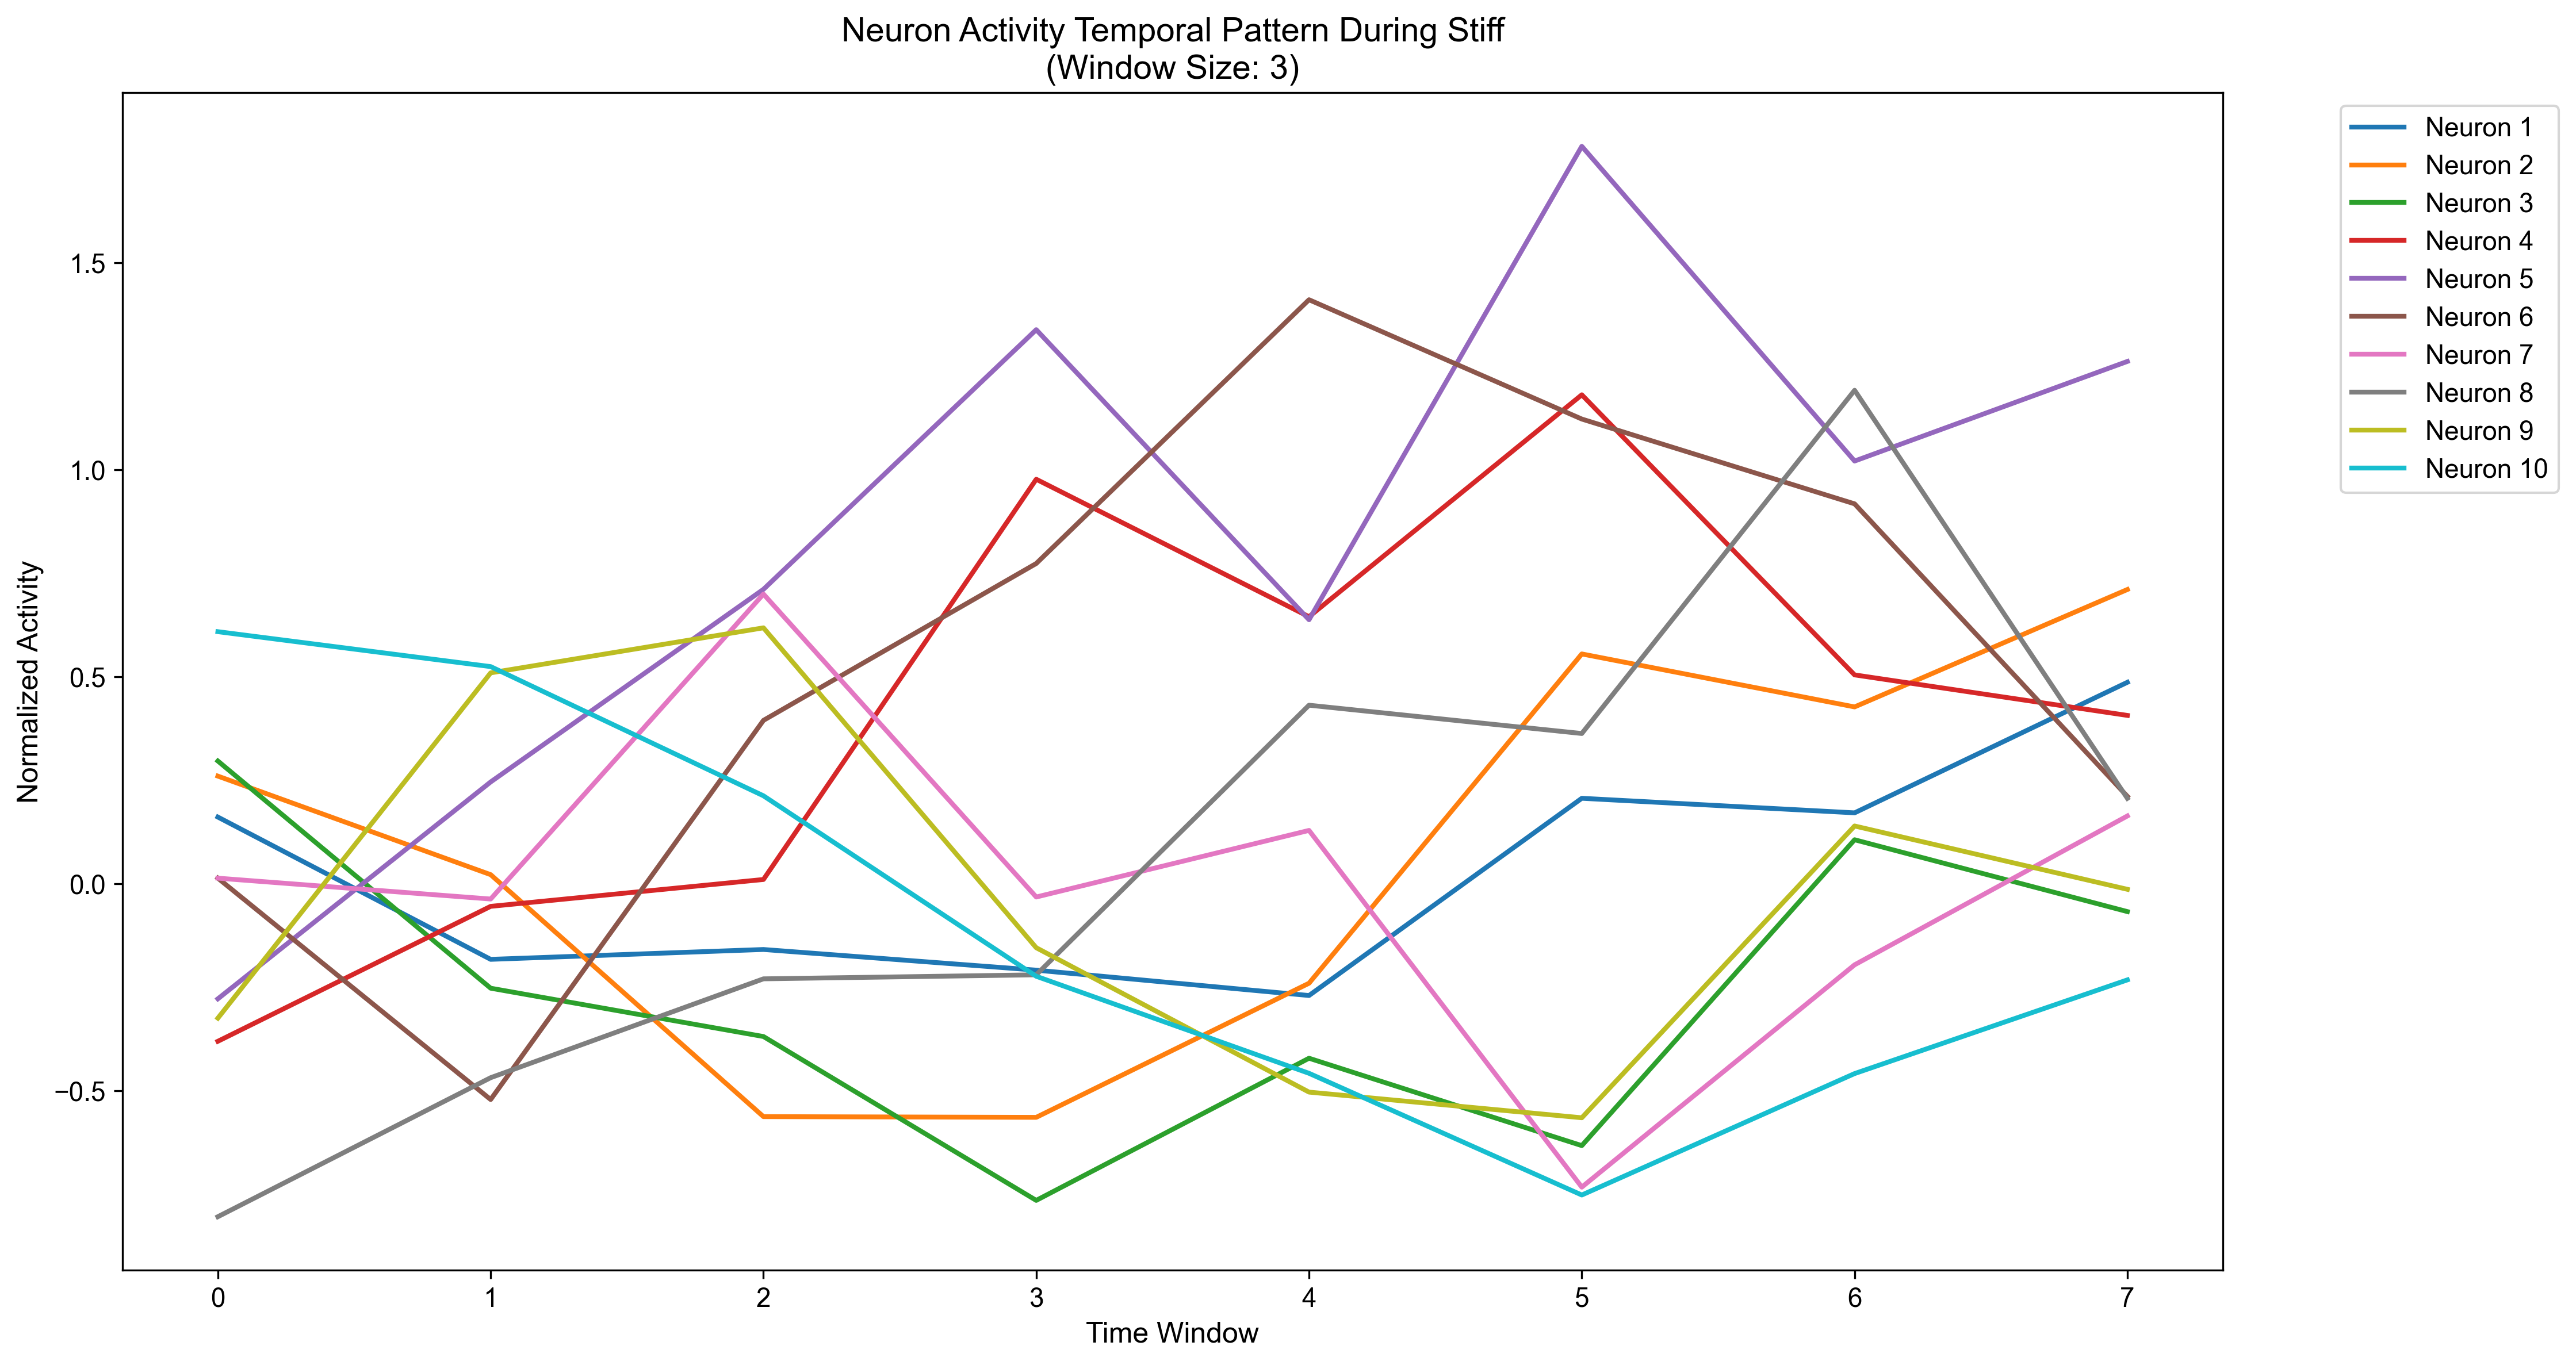 Neuron Activity Temporal Pattern During Stiff
(Window Size: 3)
Normalized Activity
1.5
1.0
0.5
0.0
−0.5
0 1 2 3 4 5 6 7
Time Window
Neuron 1
Neuron 2
Neuron 3
Neuron 4
Neuron 5
Neuron 6
Neuron 7
Neuron 8
Neuron 9
Neuron 10